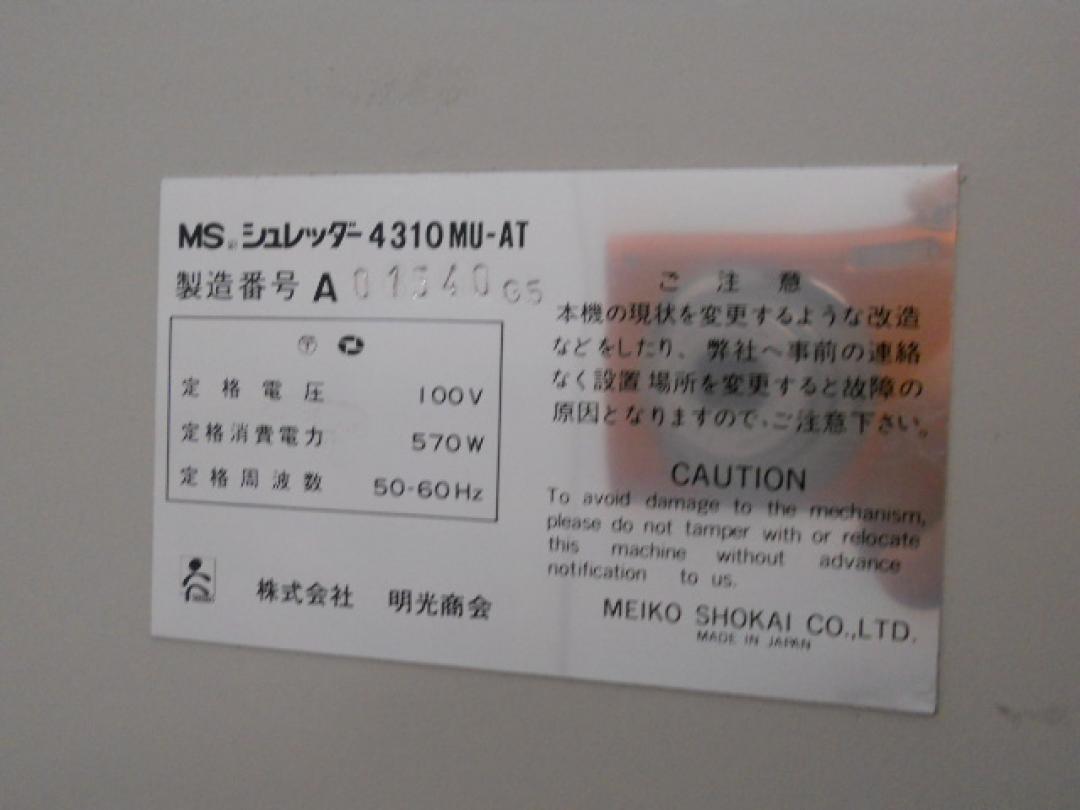 MS シュレッダー 4310MU-AT
製造番号 A 01340 G5
〒
定格電圧 100V
定格消費電力 570W
定格周波数 50-60Hz
株式会社 明光商会
ご注意
本機の現状を変更するような改造
などをしたり、弊社へ事前の連絡
なく設置場所を変更すると故障の
原因となりますので、ご注意下さい。
CAUTION
To avoid damage to the mechanism,
please do not tamper with or relocate
this machine without advance
notification to us.
MEIKO SHOKAI CO.,LTD.
MADE IN JAPAN